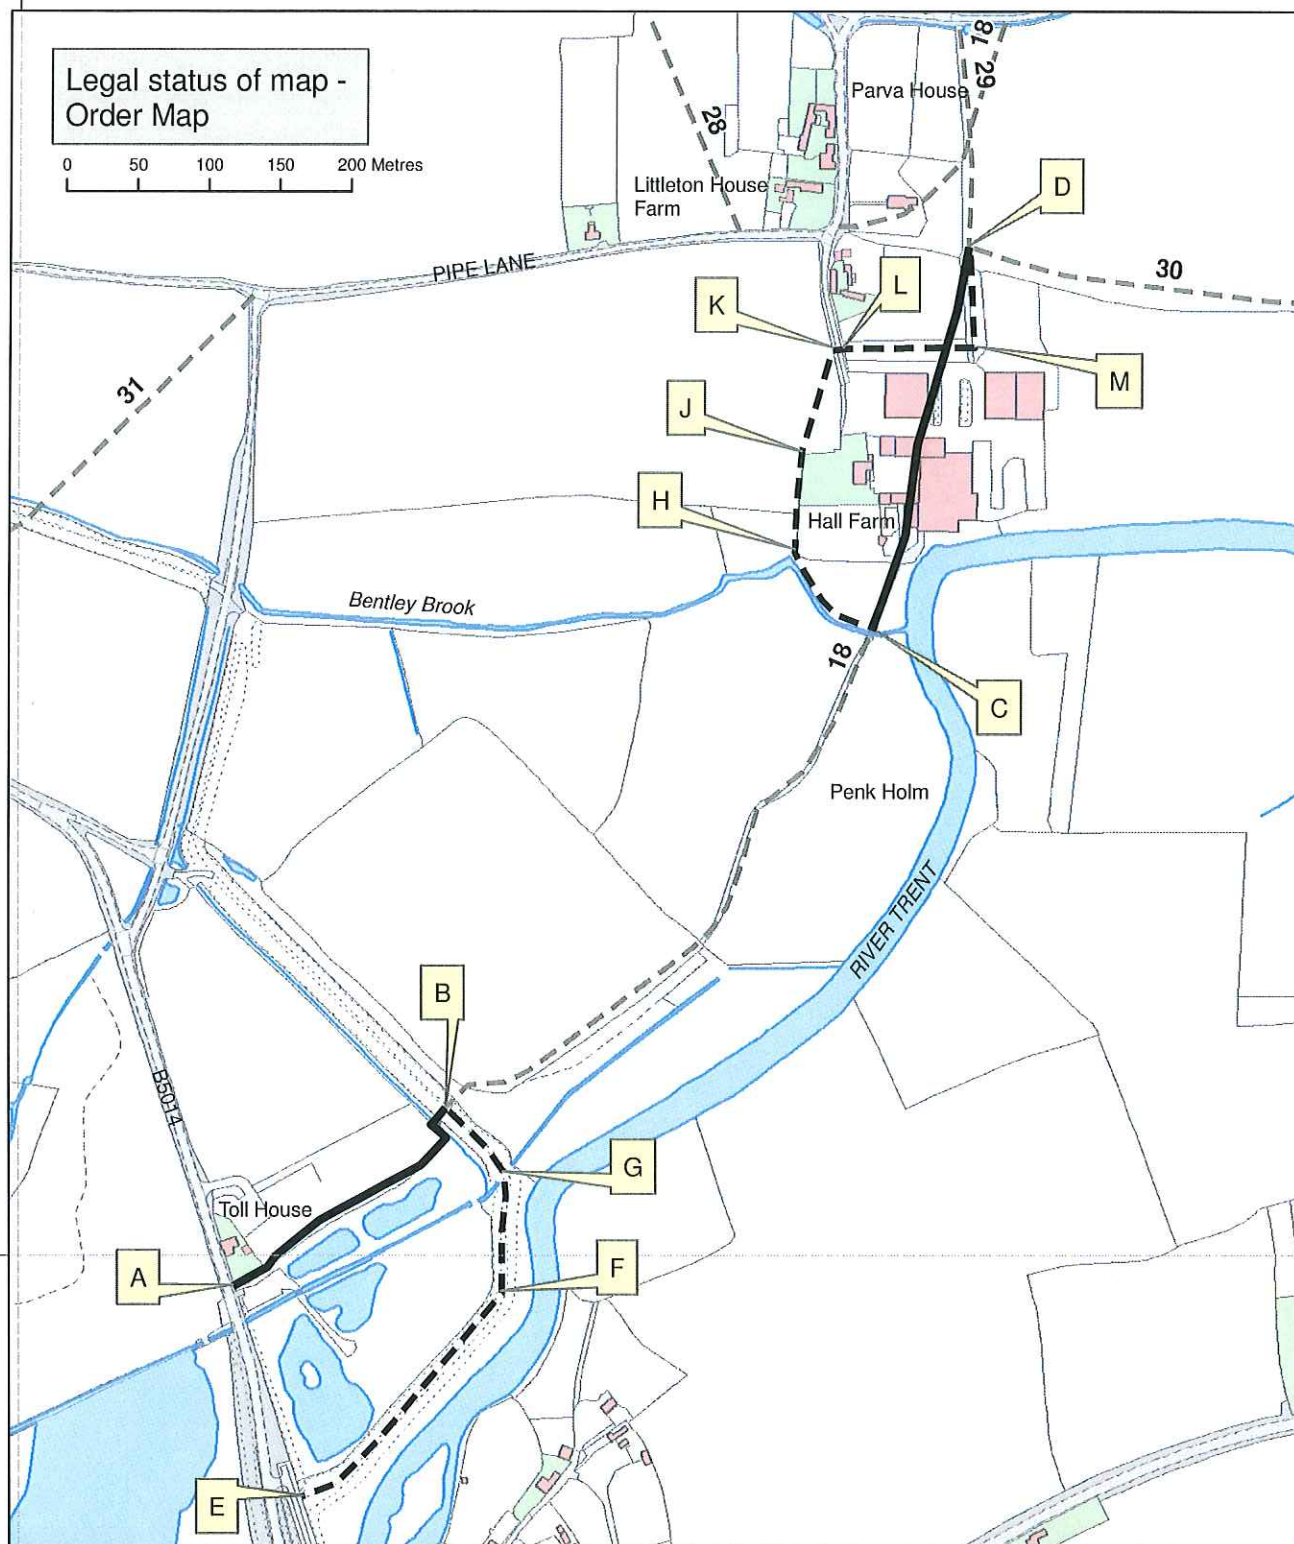 Legal status of map -
Order Map
0 50 100 150 200 Metres
18
29
Parva House
28
Littleton House
Farm
D
30
PIPE LANE
K
L
M
31
J
H
Hall Farm
Bentley Brook
18
C
Penk Holm
RIVER TRENT
B
B5014
G
Toll House
F
A
E